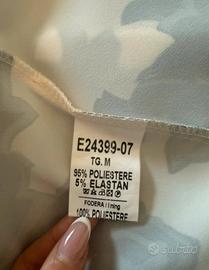 E24399-07
TG. M
95% POLIESTERE
5% ELASTAN
FODERA / lining
100% POLIESTERE
subito